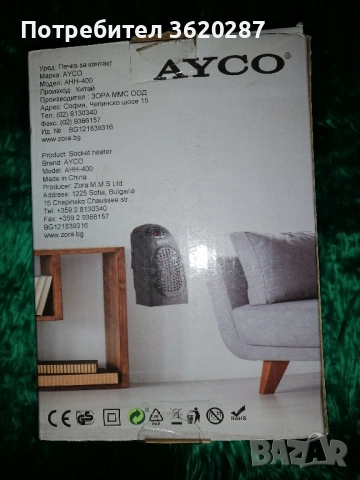 Потребител 3620287
Уред: Печка за контакт
Марка: AYCO
Модел: AHH-400
Произход: Китай
Производител: ЗОРА ММС ООД
Адрес: София, Чепинско шосе 15
Тел: (02) 8130340
Факс: (02) 9366157
Ид. №: BG121839316
www.zora.bg
Product: Socket heater
Brand: AYCO
Model: AHH-400
Made in China
Producer: Zora M.M.S Ltd.
Address: 1225 Sofia, Bulgaria
15 Chepinsko Chaussee str.
Tel: +359 2 8130340
Fax: +359 2 9366157
BG121839316
www.zora.bg
AYCO®
CE GS
PAP
RoHS
BAZAR